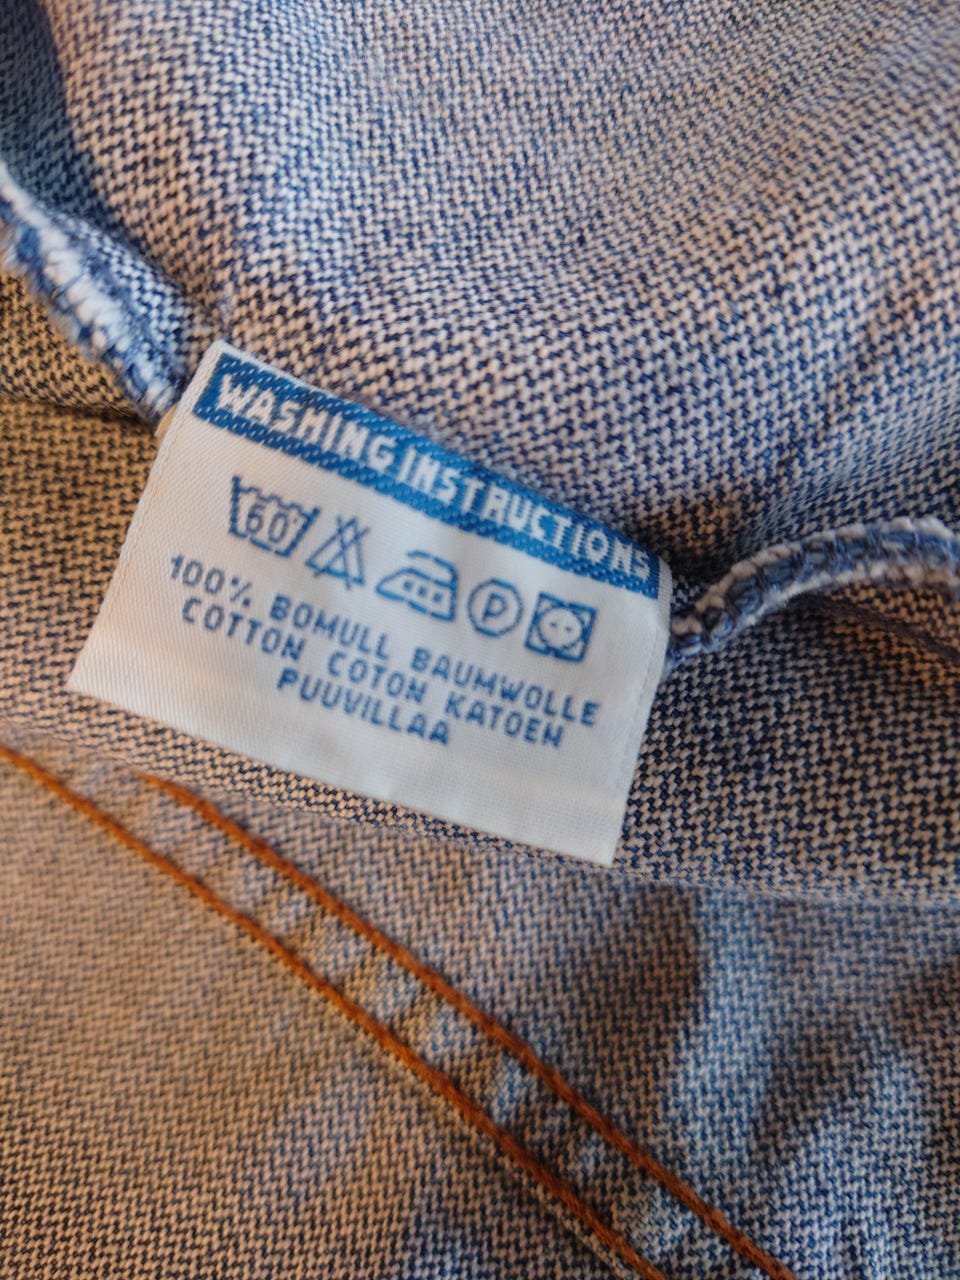 WASHING INSTRUCTIONS
60 P
100% BOMULL BAUMWOLLE
COTTON COTON KATOEN
PUUVILLAA